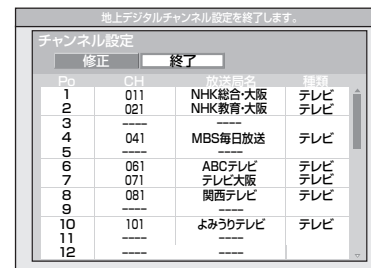 地上デジタルチャンネル設定を終了します。
チャンネル設定
修正 終了
Po CH 放送局名 種類
1 011 NHK総合・大阪 テレビ
2 021 NHK教育・大阪 テレビ
3 ---- ----
4 041 MBS毎日放送 テレビ
5 ---- ----
6 061 ABCテレビ テレビ
7 071 テレビ大阪 テレビ
8 081 関西テレビ テレビ
9 ---- ----
10 101 よみうりテレビ テレビ
11 ---- ----
12 ---- ----